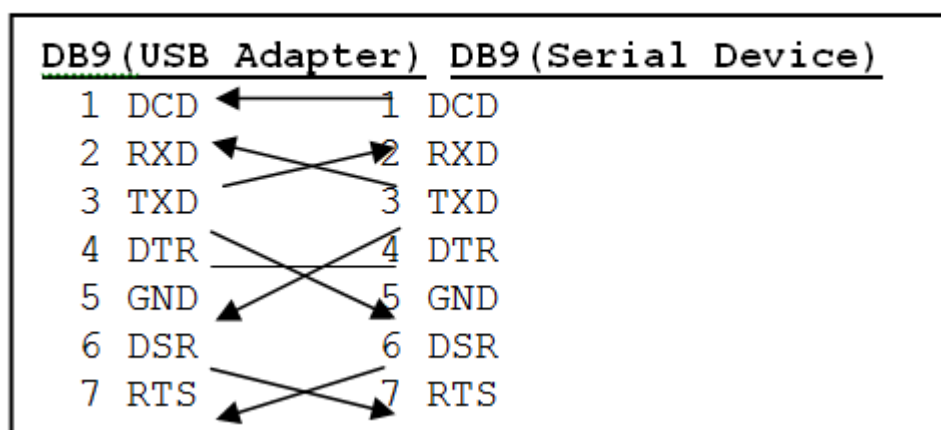 DB9(USB Adapter) DB9(Serial Device)
1 DCD 1 DCD
2 RXD 2 RXD
3 TXD 3 TXD
4 DTR 4 DTR
5 GND 5 GND
6 DSR 6 DSR
7 RTS 7 RTS